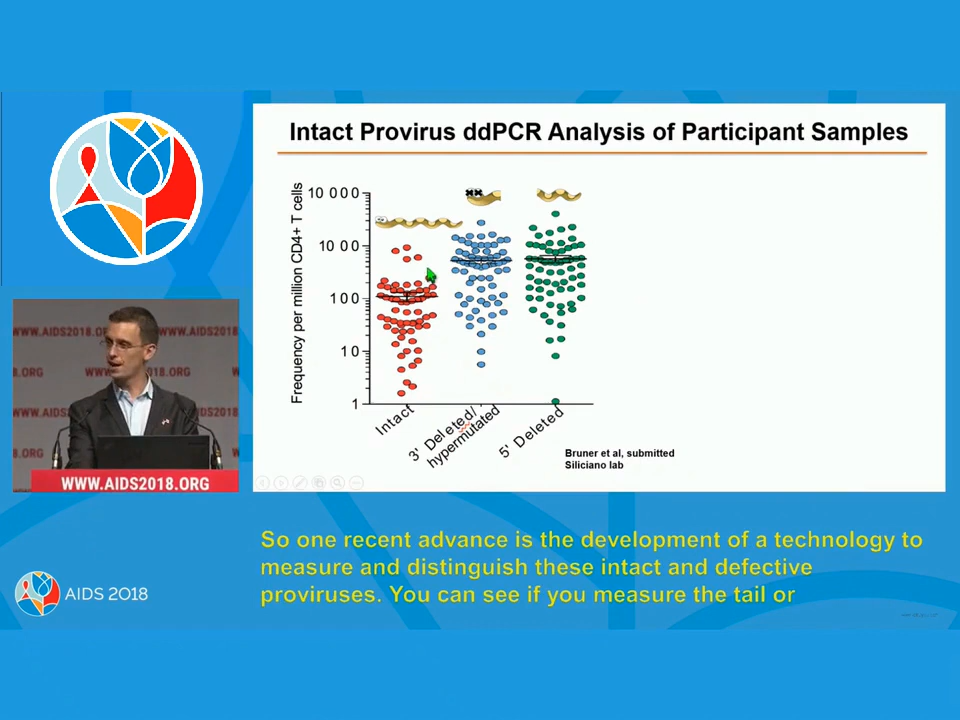 Intact Provirus ddPCR Analysis of Participant Samples
Frequency per million CD4+ T cells
10 000
10 00
100
10
1
Intact
3' Deleted/
hypermutated
5' Deleted
Bruner et al, submitted
Siliciano lab
WWW.AIDS2018.ORG
WWW.AIDS2018.ORG
WWW.AIDS2018.ORG
So one recent advance is the development of a technology to
measure and distinguish these intact and defective
proviruses. You can see if you measure the tail or
AIDS 2018